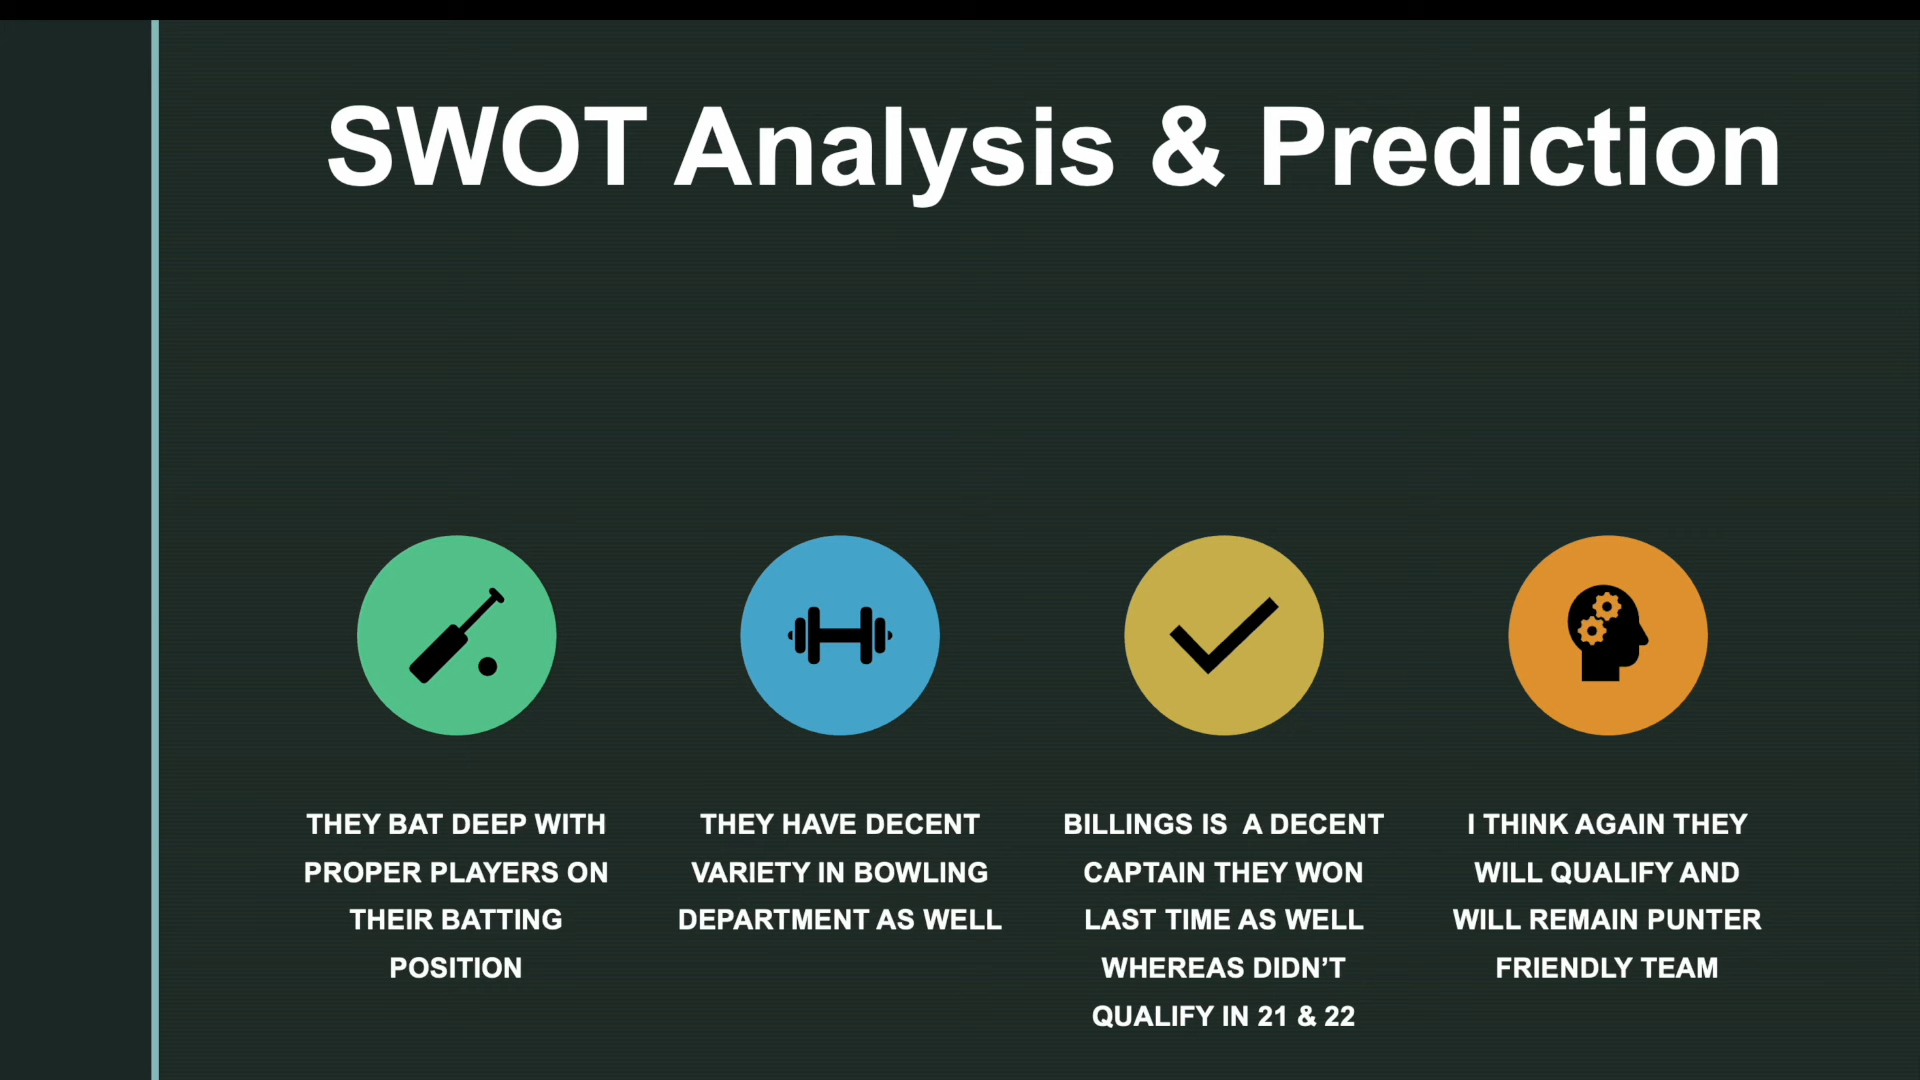 SWOT Analysis & Prediction
THEY BAT DEEP WITH
PROPER PLAYERS ON
THEIR BATTING
POSITION
THEY HAVE DECENT
VARIETY IN BOWLING
DEPARTMENT AS WELL
BILLINGS IS  A DECENT
CAPTAIN THEY WON
LAST TIME AS WELL
WHEREAS DIDN’T
QUALIFY IN 21 & 22
I THINK AGAIN THEY
WILL QUALIFY AND
WILL REMAIN PUNTER
FRIENDLY TEAM